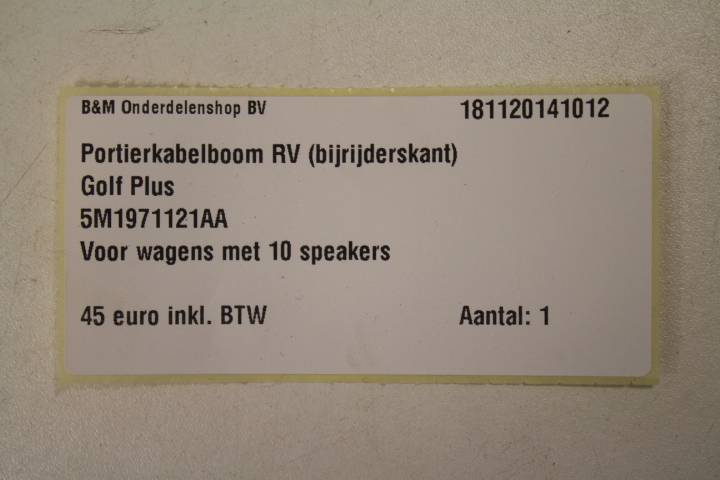 B&M Onderdelenshop BV 181120141012
Portierkabelboom RV (bijrijderskant)
Golf Plus
5M1971121AA
Voor wagens met 10 speakers
45 euro inkl. BTW Aantal: 1